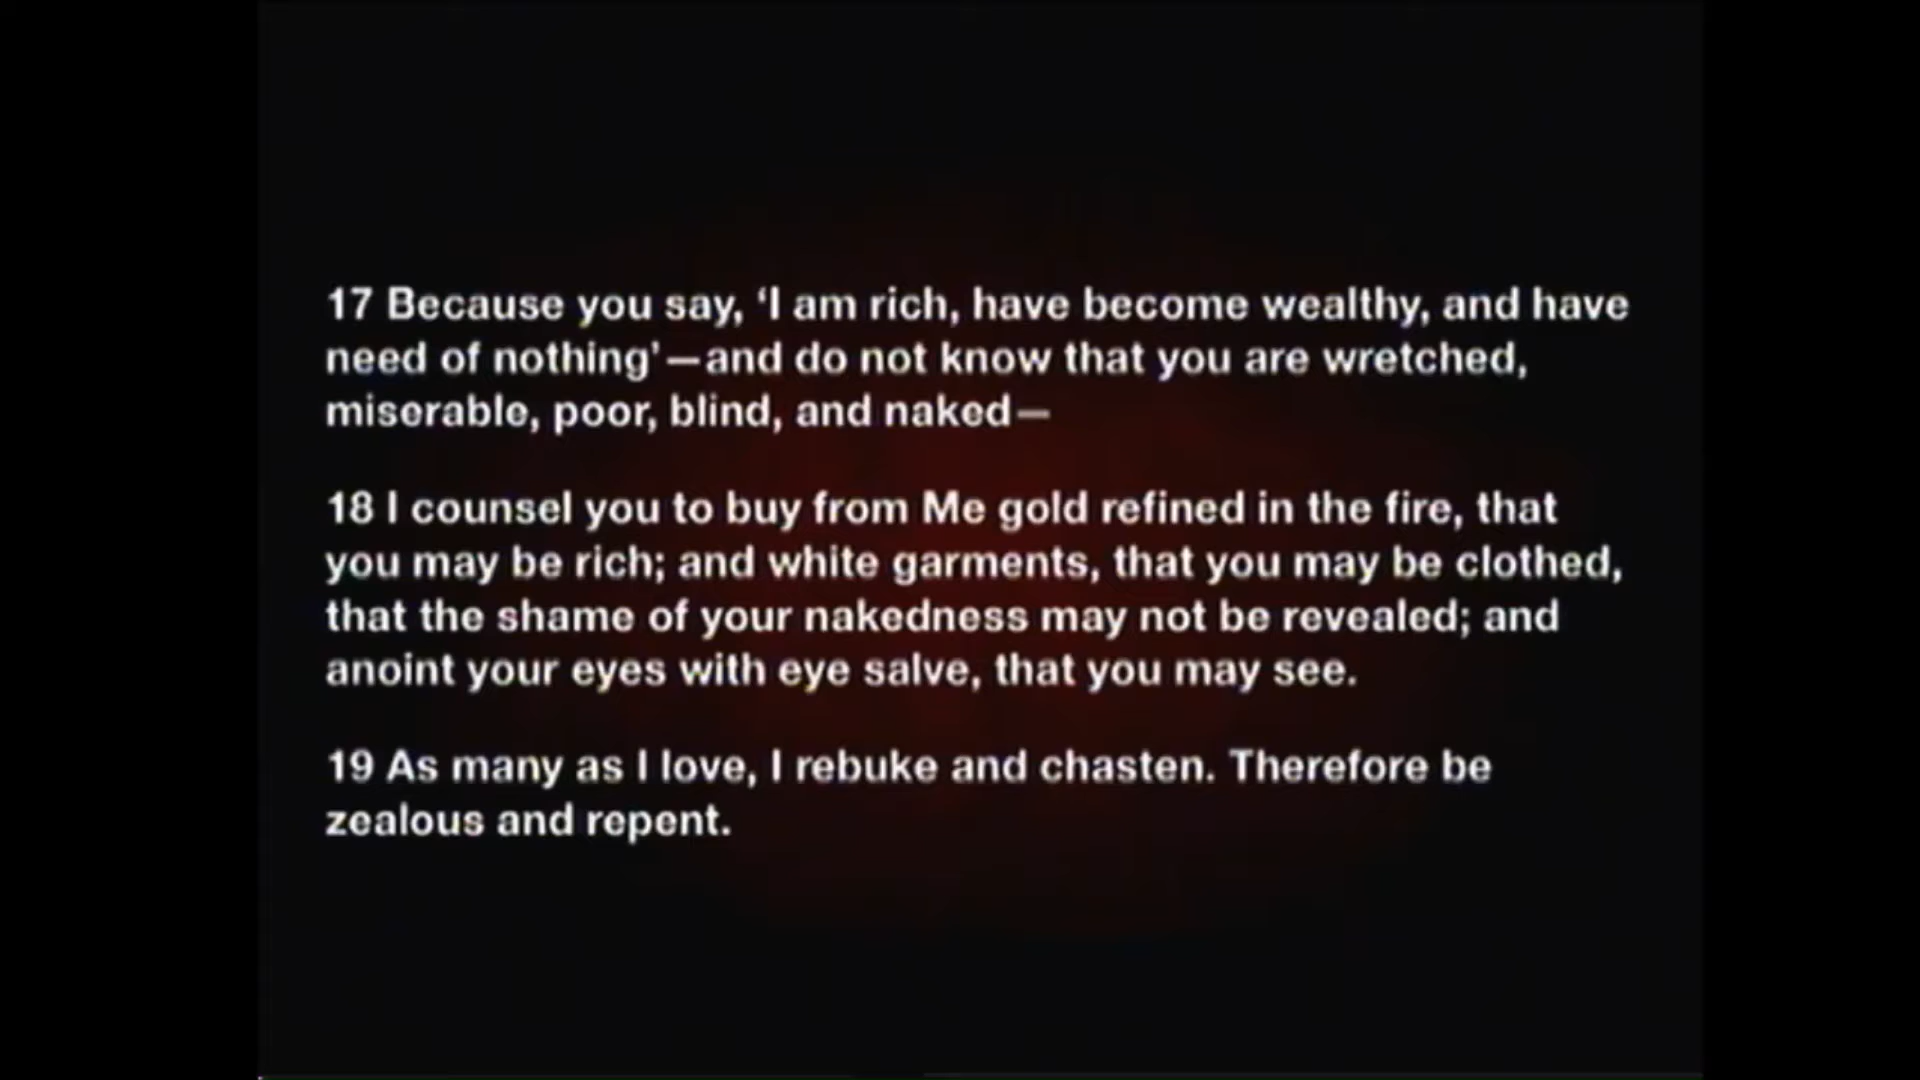 17 Because you say, ‘I am rich, have become wealthy, and have
need of nothing’—and do not know that you are wretched,
miserable, poor, blind, and naked—
18 I counsel you to buy from Me gold refined in the fire, that
you may be rich; and white garments, that you may be clothed,
that the shame of your nakedness may not be revealed; and
anoint your eyes with eye salve, that you may see.
19 As many as I love, I rebuke and chasten. Therefore be
zealous and repent.